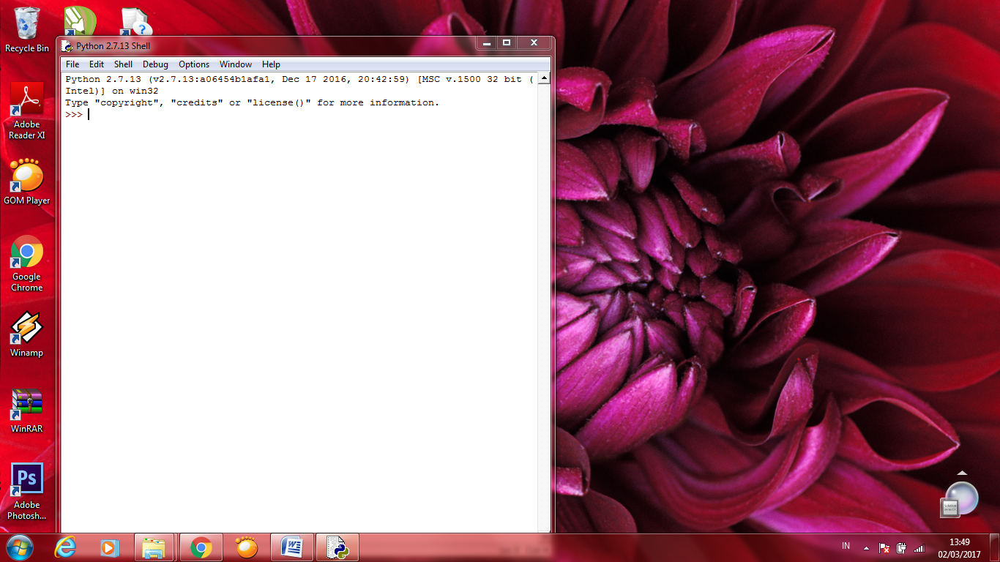 Recycle Bin
Adobe
Reader XI
GOM Player
Google
Chrome
Winamp
WinRAR
Ps
Adobe
Photosh...
Python 2.7.13 Shell
File Edit Shell Debug Options Window Help
Python 2.7.13 (v2.7.13:a06454b1afa1, Dec 17 2016, 20:42:59) [MSC v.1500 32 bit (
Intel)] on win32
Type "copyright", "credits" or "license()" for more information.
>>>
IN
13:49
02/03/2017